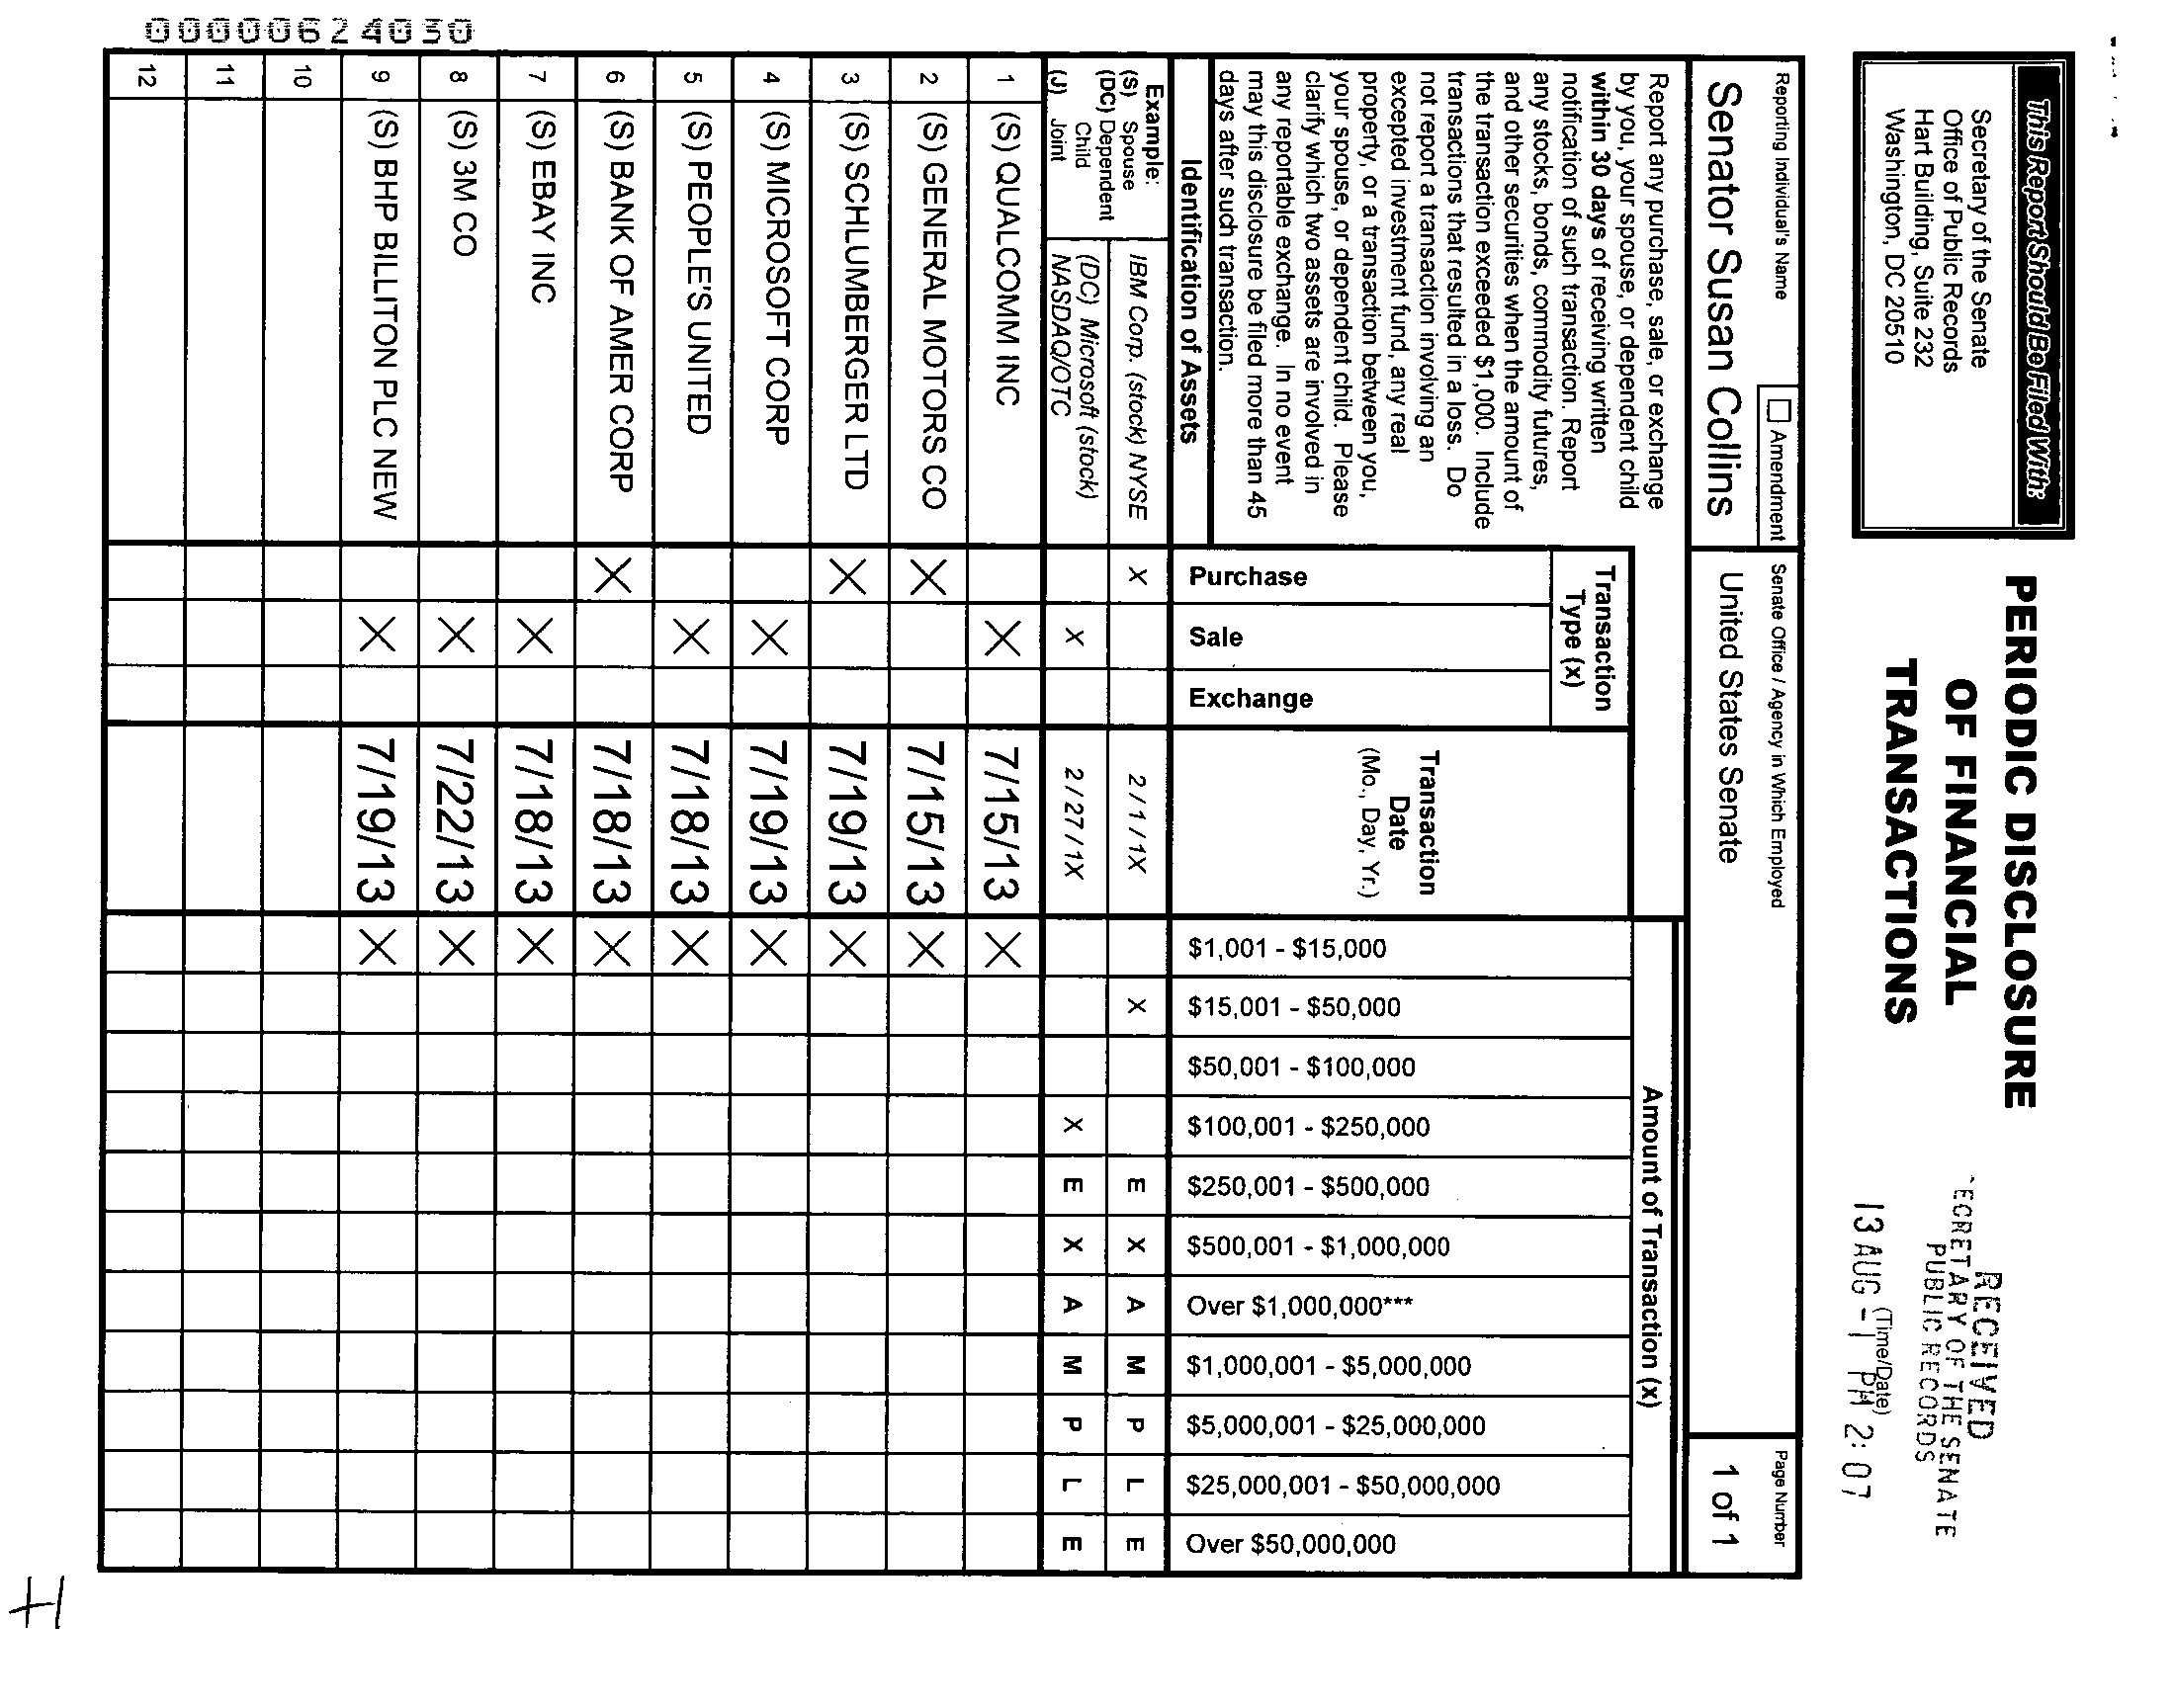 This Report Should Be Filed With:
Secretary of the Senate
Office of Public Records
Hart Building, Suite 232
Washington, DC 20510
PERIODIC DISCLOSURE
OF FINANCIAL
TRANSACTIONS
RECEIVED
ECRETARY OF THE SENATE
PUBLIC RECORDS
(Time/Date)
13 AUG -1 PM 2:07
Reporting Individual's Name
Amendment
Senate Office / Agency in Which Employed
Page Number
Senator Susan Collins
United States Senate
1 of 1
Report any purchase, sale, or exchange
by you, your spouse, or dependent child
within 30 days of receiving written
notification of such transaction. Report
any stocks, bonds, commodity futures,
and other securities when the amount of
the transaction exceeded $1,000. Include
transactions that resulted in a loss. Do
not report a transaction involving an
excepted investment fund, any real
property, or a transaction between you,
your spouse, or dependent child. Please
clarify which two assets are involved in
any reportable exchange. In no event
may this disclosure be filed more than 45
days after such transaction.
Identification of Assets
Transaction
Type (x)
Purchase
Sale
Exchange
Transaction
Date
(Mo., Day, Yr.)
Amount of Transaction (x)
$1,001 - $15,000
$15,001 - $50,000
$50,001 - $100,000
$100,001 - $250,000
$250,001 - $500,000
$500,001 - $1,000,000
Over $1,000,000***
$1,000,001 - $5,000,000
$5,000,001 - $25,000,000
$25,000,001 - $50,000,000
Over $50,000,000
Example:
(S) Spouse
(DC) Dependent
Child
(J) Joint
IBM Corp. (stock) NYSE X 2 / 1 / 1X X E X A M P L E
(DC) Microsoft (stock)
NASDAQ/OTC X 2 / 27 / 1X X E X A M P L E
1 (S) QUALCOMM INC X 7/15/13 X
2 (S) GENERAL MOTORS CO X 7/15/13 X
3 (S) SCHLUMBERGER LTD X 7/19/13 X
4 (S) MICROSOFT CORP X 7/19/13 X
5 (S) PEOPLE'S UNITED X 7/18/13 X
6 (S) BANK OF AMER CORP X 7/18/13 X
7 (S) EBAY INC X 7/18/13 X
8 (S) 3M CO X 7/22/13 X
9 (S) BHP BILLITON PLC NEW X 7/19/13 X
10
11
12
00000624030
H